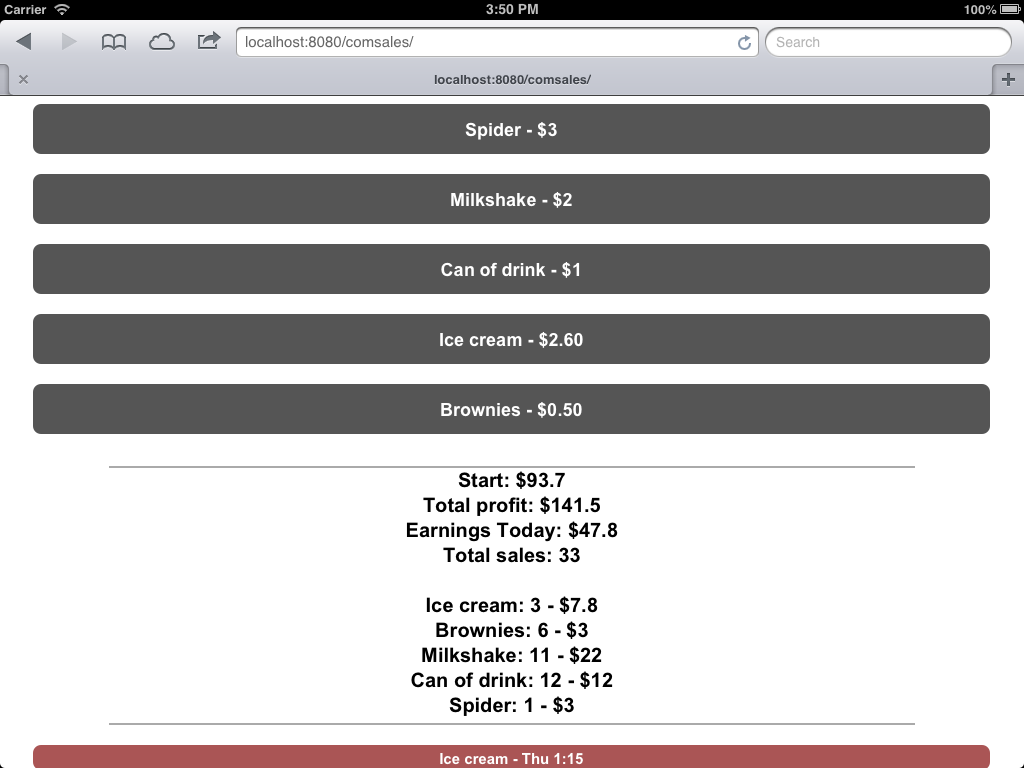 Carrier 3:50 PM 100%
localhost:8080/comsales/ Search
localhost:8080/comsales/
Spider - $3
Milkshake - $2
Can of drink - $1
Ice cream - $2.60
Brownies - $0.50
Start: $93.7
Total profit: $141.5
Earnings Today: $47.8
Total sales: 33
Ice cream: 3 - $7.8
Brownies: 6 - $3
Milkshake: 11 - $22
Can of drink: 12 - $12
Spider: 1 - $3
Ice cream - Thu 1:15